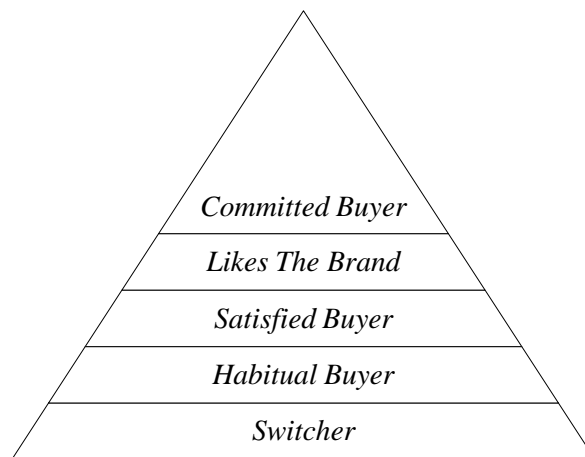 Committed Buyer
Likes The Brand
Satisfied Buyer
Habitual Buyer
Switcher